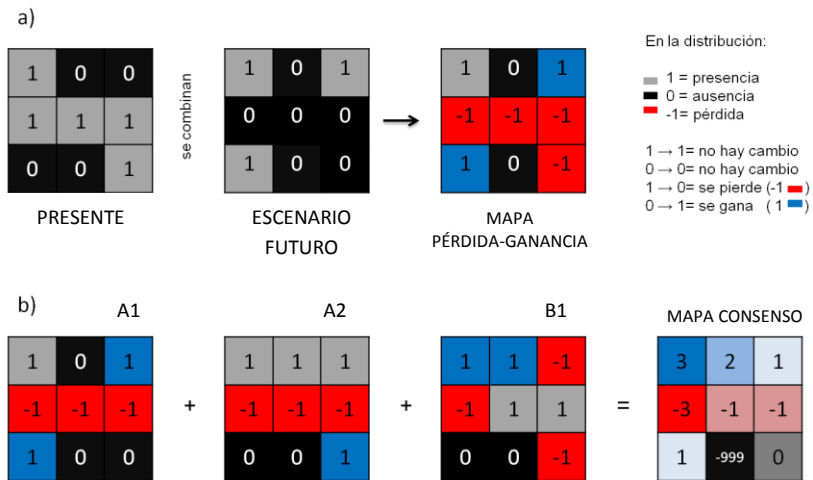 a)
1 0 0
1 1 1
0 0 1
PRESENTE
se combinan
1 0 1
0 0 0
1 0 0
ESCENARIO
FUTURO
1 0 1
-1 -1 -1
1 0 -1
MAPA
PÉRDIDA-GANANCIA
En la distribución:
1 = presencia
0 = ausencia
-1= pérdida
1 → 1= no hay cambio
0 → 0= no hay cambio
1 → 0= se pierde (-1 )
0 → 1= se gana ( 1 )
b)
A1
1 0 1
-1 -1 -1
1 0 0
+
A2
1 1 1
-1 -1 -1
0 0 1
+
B1
1 1 -1
-1 1 1
0 0 -1
=
MAPA CONSENSO
3 2 1
-3 -1 -1
1 -999 0